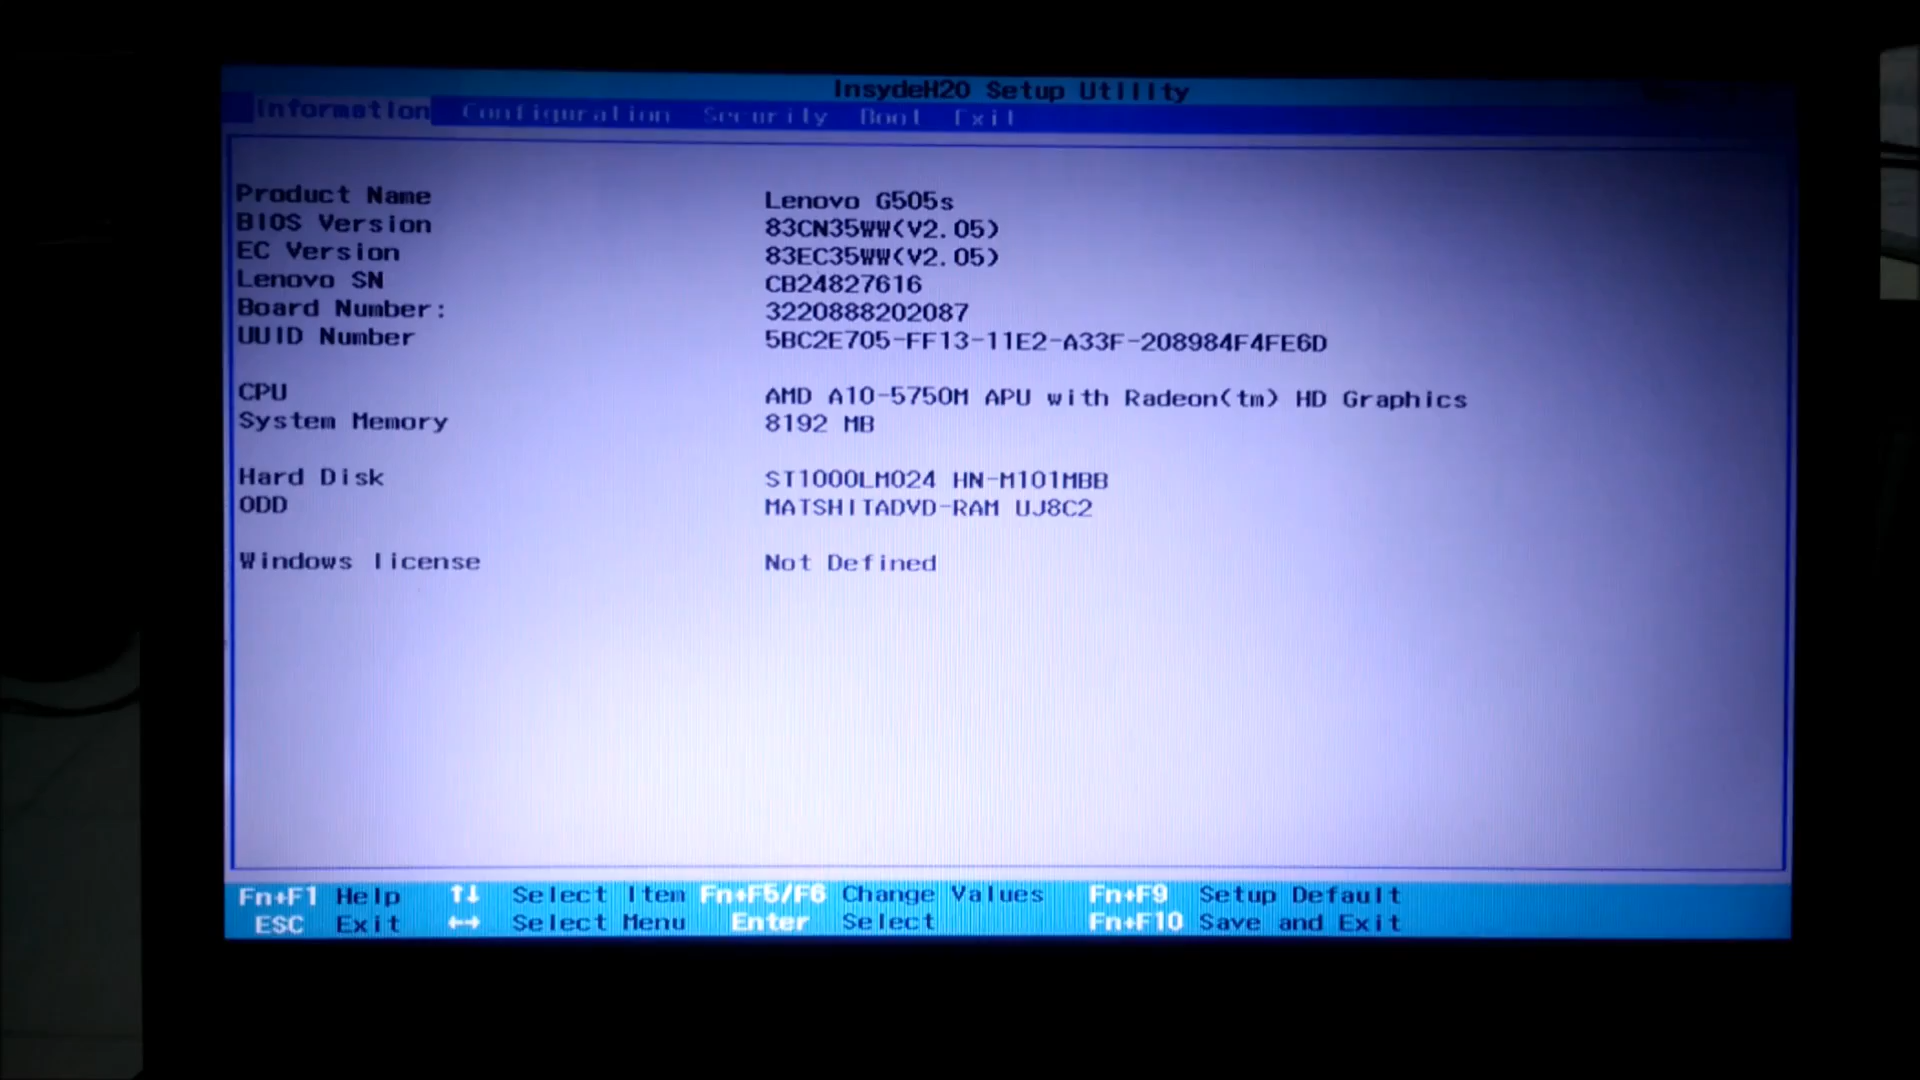 InsydeH20 Setup Utility
Information Configuration Security Boot Exit
Product Name Lenovo G505s
BIOS Version 83CN35WW(V2.05)
EC Version 83EC35WW(V2.05)
Lenovo SN CB24827616
Board Number: 3220888202087
UUID Number 5BC2E705-FF13-11E2-A33F-208984F4FE6D
CPU AMD A10-5750M APU with Radeon(tm) HD Graphics
System Memory 8192 MB
Hard Disk ST1000LM024 HN-M101MBB
ODD MATSHITADVD-RAM UJ8C2
Windows license Not Defined
Fn+F1 Help ↑↓ Select Item Fn+F5/F6 Change Values Fn+F9 Setup Default
ESC Exit ←→ Select Menu Enter Select Fn+F10 Save and Exit